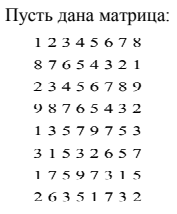 Пусть дана матрица:
1 2 3 4 5 6 7 8
8 7 6 5 4 3 2 1
2 3 4 5 6 7 8 9
9 8 7 6 5 4 3 2
1 3 5 7 9 7 5 3
3 1 5 3 2 6 5 7
1 7 5 9 7 3 1 5
2 6 3 5 1 7 3 2